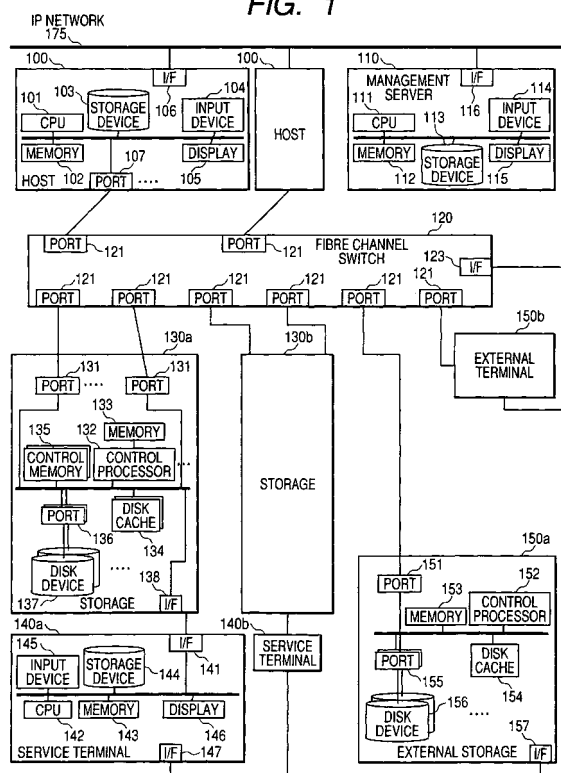 FIG. 1
IP NETWORK
175
100
I/F
106
101
CPU
103
STORAGE
DEVICE
104
INPUT
DEVICE
MEMORY
102
107
DISPLAY
105
HOST
PORT
....
100
HOST
110
MANAGEMENT
SERVER
I/F
116
111
CPU
113
114
INPUT
DEVICE
MEMORY
112
STORAGE
DEVICE
DISPLAY
115
120
PORT
121
PORT
121
FIBRE CHANNEL
SWITCH
123
I/F
121
PORT
121
PORT
121
PORT
121
PORT
121
PORT
121
PORT
130a
131
PORT
....
131
PORT
133
MEMORY
135
CONTROL
MEMORY
132
CONTROL
PROCESSOR
...
PORT
136
DISK
CACHE
134
DISK
DEVICE
137
....
138
STORAGE
I/F
130b
STORAGE
150b
EXTERNAL
TERMINAL
140a
145
INPUT
DEVICE
STORAGE
DEVICE
144
I/F
141
CPU
142
MEMORY
143
DISPLAY
146
SERVICE TERMINAL
I/F
147
140b
SERVICE
TERMINAL
150a
151
PORT
153
MEMORY
152
CONTROL
PROCESSOR
PORT
155
DISK
CACHE
154
DISK
DEVICE
156
....
157
EXTERNAL STORAGE
I/F